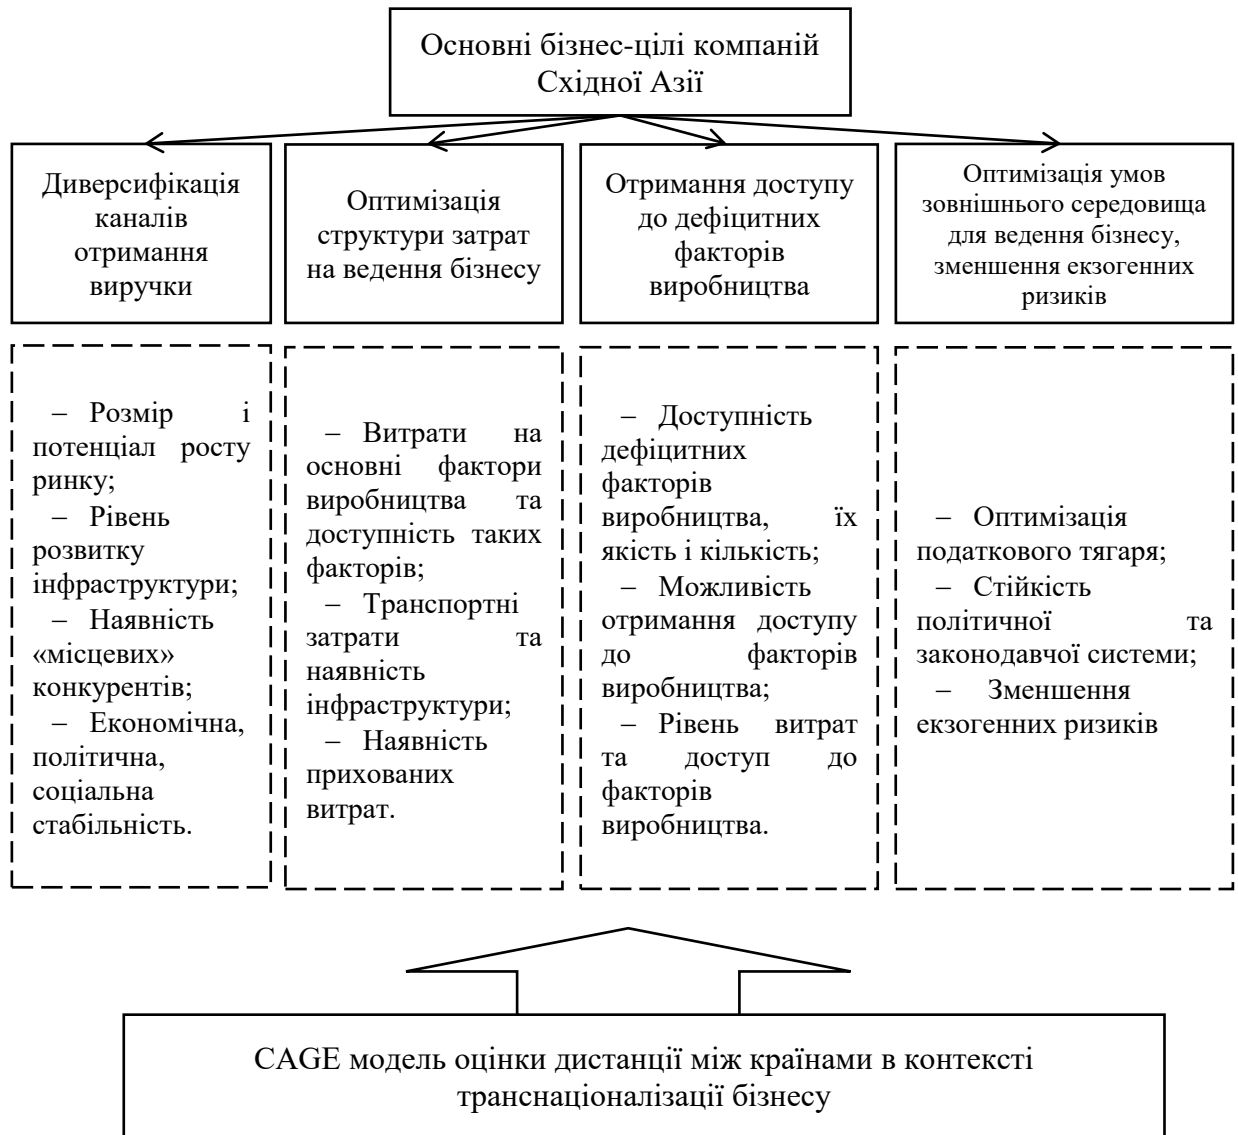 Основні бізнес-цілі компаній
Східної Азії
Диверсифікація
каналів
отримання
виручки
Оптимізація
структури затрат
на ведення бізнесу
Отримання доступу
до дефіцитних
факторів
виробництва
Оптимізація умов
зовнішнього середовища
для ведення бізнесу,
зменшення екзогенних
ризиків
– Розмір і
потенціал росту
ринку;
– Рівень
розвитку
інфраструктури;
– Наявність
«місцевих»
конкурентів;
– Економічна,
політична,
соціальна
стабільність.
– Витрати на
основні фактори
виробництва та
доступність таких
факторів;
– Транспортні
затрати та
наявність
інфраструктури;
– Наявність
прихованих
витрат.
– Доступність
дефіцитних
факторів
виробництва, їх
якість і кількість;
– Можливість
отримання доступу
до факторів
виробництва;
– Рівень витрат
та доступ до
факторів
виробництва.
– Оптимізація
податкового тягаря;
– Стійкість
політичної та
законодавчої системи;
– Зменшення
екзогенних ризиків
CAGE модель оцінки дистанції між країнами в контексті
транснаціоналізації бізнесу